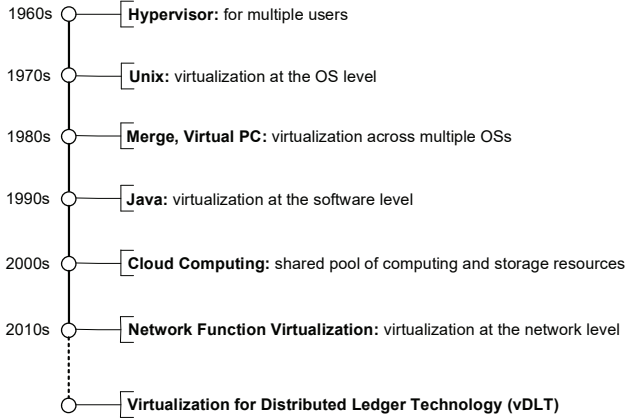 1960s Hypervisor: for multiple users
1970s Unix: virtualization at the OS level
1980s Merge, Virtual PC: virtualization across multiple OSs
1990s Java: virtualization at the software level
2000s Cloud Computing: shared pool of computing and storage resources
2010s Network Function Virtualization: virtualization at the network level
Virtualization for Distributed Ledger Technology (vDLT)